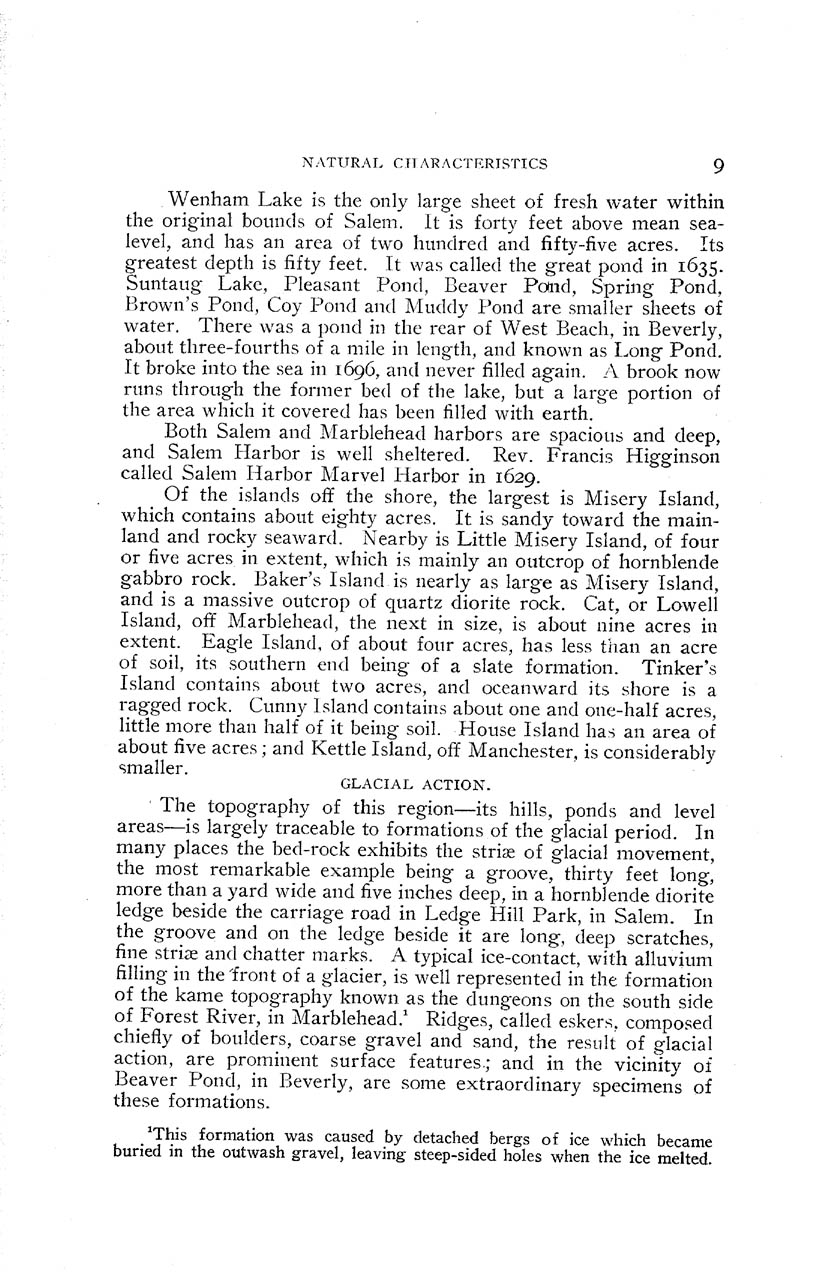 NATURAL CHARACTERISTICS 9
Wenham Lake is the only large sheet of fresh water within
the original bounds of Salem. It is forty feet above mean sea-
level, and has an area of two hundred and fifty-five acres. Its
greatest depth is fifty feet. It was called the great pond in 1635.
Suntaug Lake, Pleasant Pond, Beaver Pond, Spring Pond,
Brown's Pond, Coy Pond and Muddy Pond are smaller sheets of
water. There was a pond in the rear of West Beach, in Beverly,
about three-fourths of a mile in length, and known as Long Pond.
It broke into the sea in 1696, and never filled again. A brook now
runs through the former bed of the lake, but a large portion of
the area which it covered has been filled with earth.
Both Salem and Marblehead harbors are spacious and deep,
and Salem Harbor is well sheltered. Rev. Francis Higginson
called Salem Harbor Marvel Harbor in 1629.
Of the islands off the shore, the largest is Misery Island,
which contains about eighty acres. It is sandy toward the main-
land and rocky seaward. Nearby is Little Misery Island, of four
or five acres in extent, which is mainly an outcrop of hornblende
gabbro rock. Baker's Island is nearly as large as Misery Island,
and is a massive outcrop of quartz diorite rock. Cat, or Lowell
Island, off Marblehead, the next in size, is about nine acres in
extent. Eagle Island, of about four acres, has less than an acre
of soil, its southern end being of a slate formation. Tinker's
Island contains about two acres, and oceanward its shore is a
ragged rock. Cunny Island contains about one and one-half acres,
little more than half of it being soil. House Island has an area of
about five acres; and Kettle Island, off Manchester, is considerably
smaller.
GLACIAL ACTION.
The topography of this region—its hills, ponds and level
areas—is largely traceable to formations of the glacial period. In
many places the bed-rock exhibits the striæ of glacial movement,
the most remarkable example being a groove, thirty feet long,
more than a yard wide and five inches deep, in a hornblende diorite
ledge beside the carriage road in Ledge Hill Park, in Salem. In
the groove and on the ledge beside it are long, deep scratches,
fine striæ and chatter marks. A typical ice-contact, with alluvium
filling in the front of a glacier, is well represented in the formation
of the kame topography known as the dungeons on the south side
of Forest River, in Marblehead.¹ Ridges, called eskers, composed
chiefly of boulders, coarse gravel and sand, the result of glacial
action, are prominent surface features; and in the vicinity of
Beaver Pond, in Beverly, are some extraordinary specimens of
these formations.
¹This formation was caused by detached bergs of ice which became
buried in the outwash gravel, leaving steep-sided holes when the ice melted.